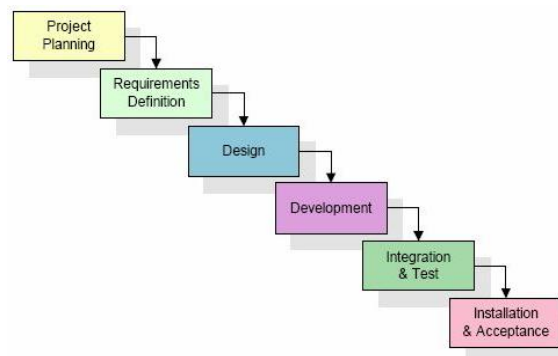 Project
Planning
Requirements
Definition
Design
Development
Integration
& Test
Installation
& Acceptance